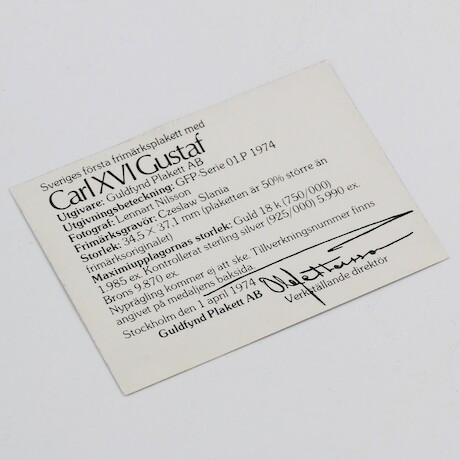 Sveriges första frimärksplakett med
Carl XVI Gustaf
Utgivare: Guldfynd Plakett AB
Utgivningsbeteckning: GFP-Serie 01.P 1974
Fotograf: Lennart Nilsson
Frimärksgravör: Czeslaw Slania
Storlek: 34,5 X 37,1 mm (plaketten är 50% större än
frimärksoriginalet)
Maximiupplagornas storlek: Guld 18 k (750/000)
1.985 ex. Kontrollerat sterling silver (925/000) 5.990 ex.
Brons 9.870 ex.
Nyprägling kommer ej att ske. Tillverkningsnummer finns
angivet på medaljens baksida.
Stockholm den 1 april 1974
Guldfynd Plakett AB
Verkställande direktör